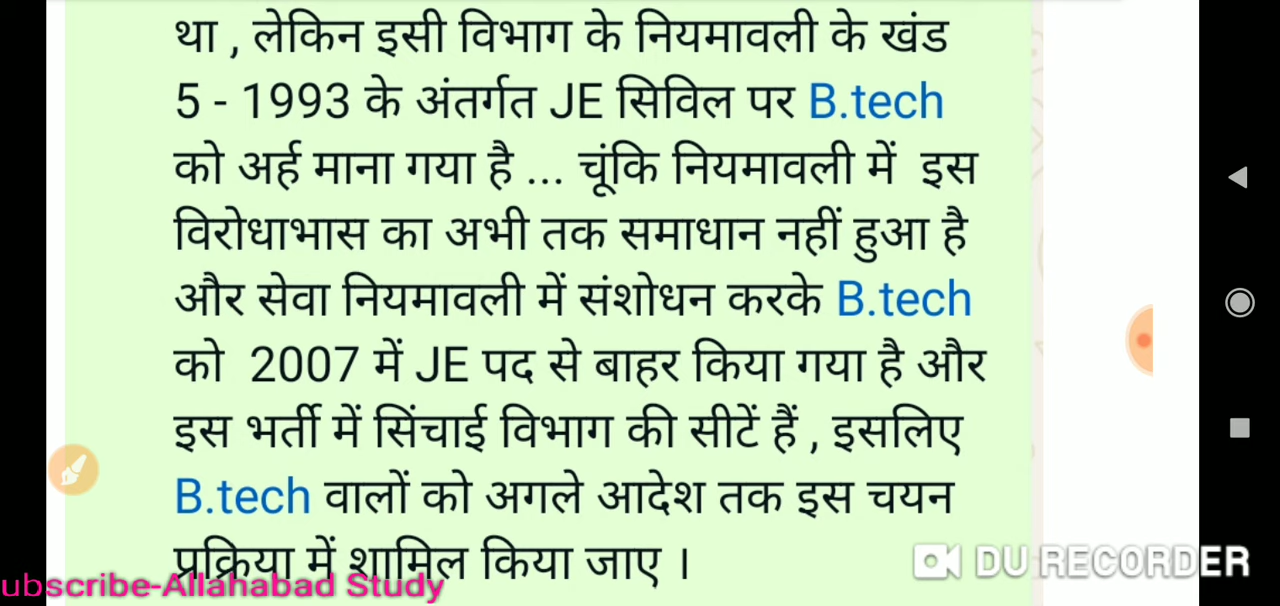 था , लेकिन इसी विभाग के नियमावली के खंड
5 - 1993 के अंतर्गत JE सिविल पर B.tech
को अर्ह माना गया है ... चूंकि नियमावली में इस
विरोधाभास का अभी तक समाधान नहीं हुआ है
और सेवा नियमावली में संशोधन करके B.tech
को 2007 में JE पद से बाहर किया गया है और
इस भर्ती में सिंचाई विभाग की सीटें हैं , इसलिए
B.tech वालों को अगले आदेश तक इस चयन
प्रक्रिया में शामिल किया जाए ।
ubscribe-Allahabad Study
DU RECORDER